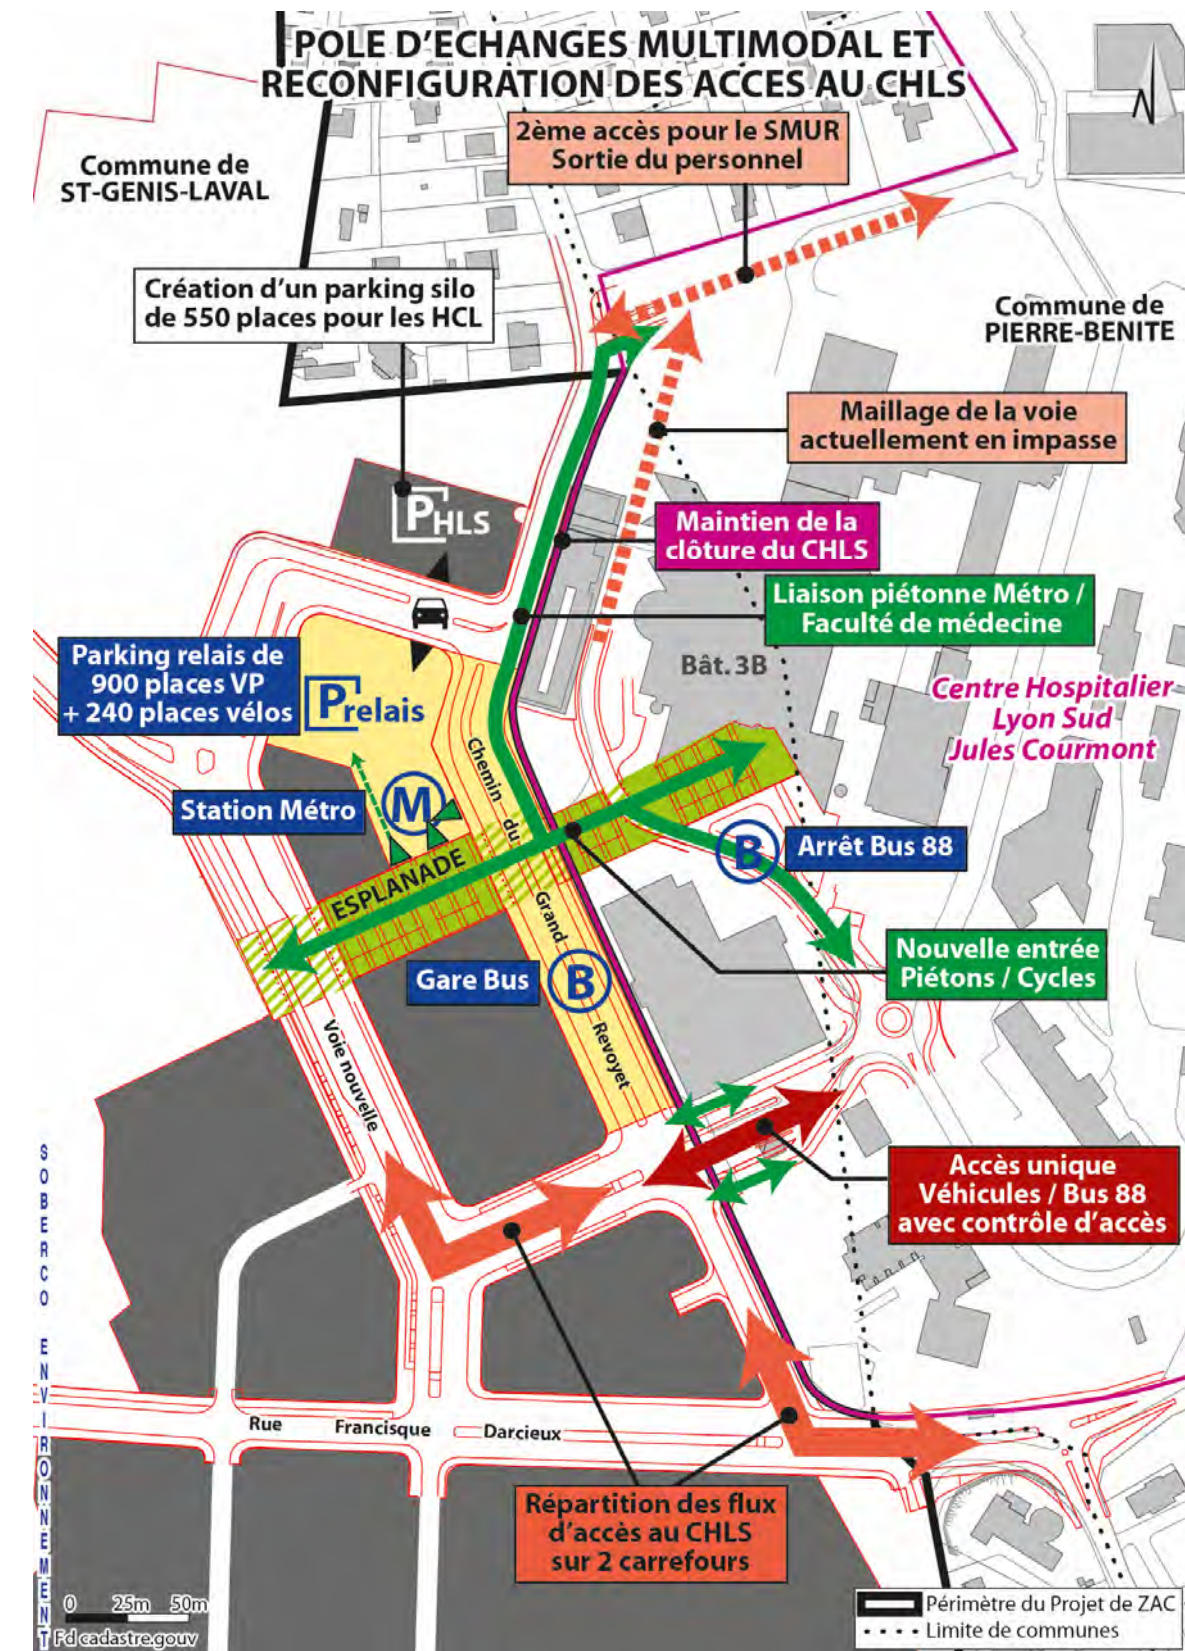 POLE D'ECHANGES MULTIMODAL ET
RECONFIGURATION DES ACCES AU CHLS
2ème accès pour le SMUR
Sortie du personnel
Commune de
ST-GENIS-LAVAL
Création d'un parking silo
de 550 places pour les HCL
Commune de
PIERRE-BENITE
Maillage de la voie
actuellement en impasse
PHLS
Maintien de la
clôture du CHLS
Liaison piétonne Métro /
Faculté de médecine
Parking relais de
900 places VP
+ 240 places vélos
Prelais
Bât. 3B
Centre Hospitalier
Lyon Sud
Jules Courmont
Chemin du Grand Revoyet
Station Métro
M
B
Arrêt Bus 88
ESPLANADE
Nouvelle entrée
Piétons / Cycles
Gare Bus
B
Voie nouvelle
Accès unique
Véhicules / Bus 88
avec contrôle d'accès
Rue Francisque Darcieux
Répartition des flux
d'accès au CHLS
sur 2 carrefours
SOBERCO ENVIRONNEMENT
0 25m 50m
Fd cadastre.gouv
Périmètre du Projet de ZAC
Limite de communes
N